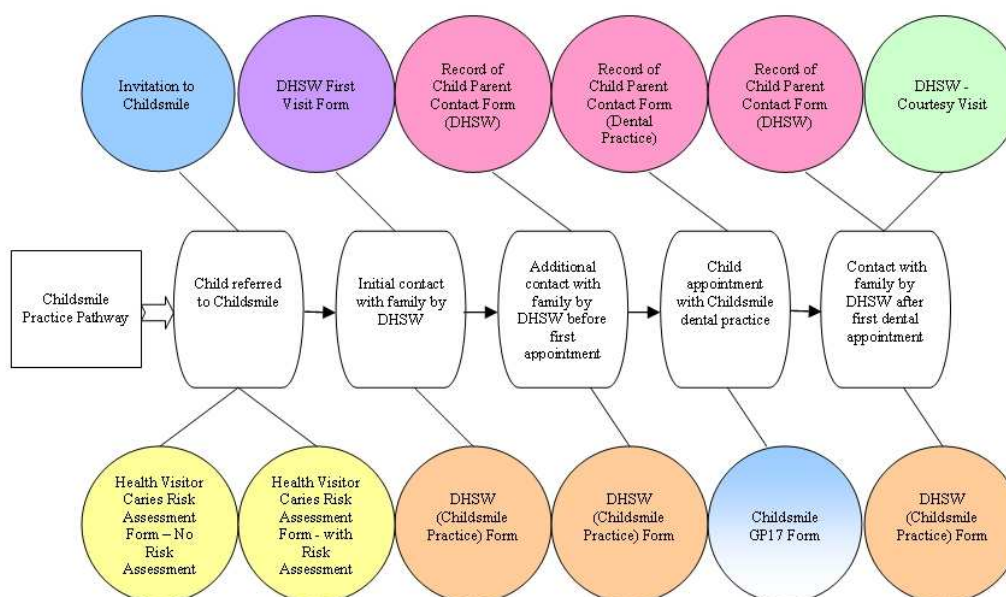 Invitation to
Childsmile
DHSW First
Visit Form
Record of
Child Parent
Contact Form
(DHSW)
Record of
Child Parent
Contact Form
(Dental
Practice)
Record of
Child Parent
Contact Form
(DHSW)
DHSW -
Courtesy Visit
Childsmile
Practice Pathway
Child referred
to Childsmile
Initial contact
with family by
DHSW
Additional
contact with
family by
DHSW before
first
appointment
Child
appointment
with Childsmile
dental practice
Contact with
family by
DHSW after
first dental
appointment
Health Visitor
Caries Risk
Assessment
Form – No
Risk
Assessment
Health Visitor
Caries Risk
Assessment
Form - with
Risk
Assessment
DHSW
(Childsmile
Practice) Form
DHSW
(Childsmile
Practice) Form
Childsmile
GP17 Form
DHSW
(Childsmile
Practice) Form